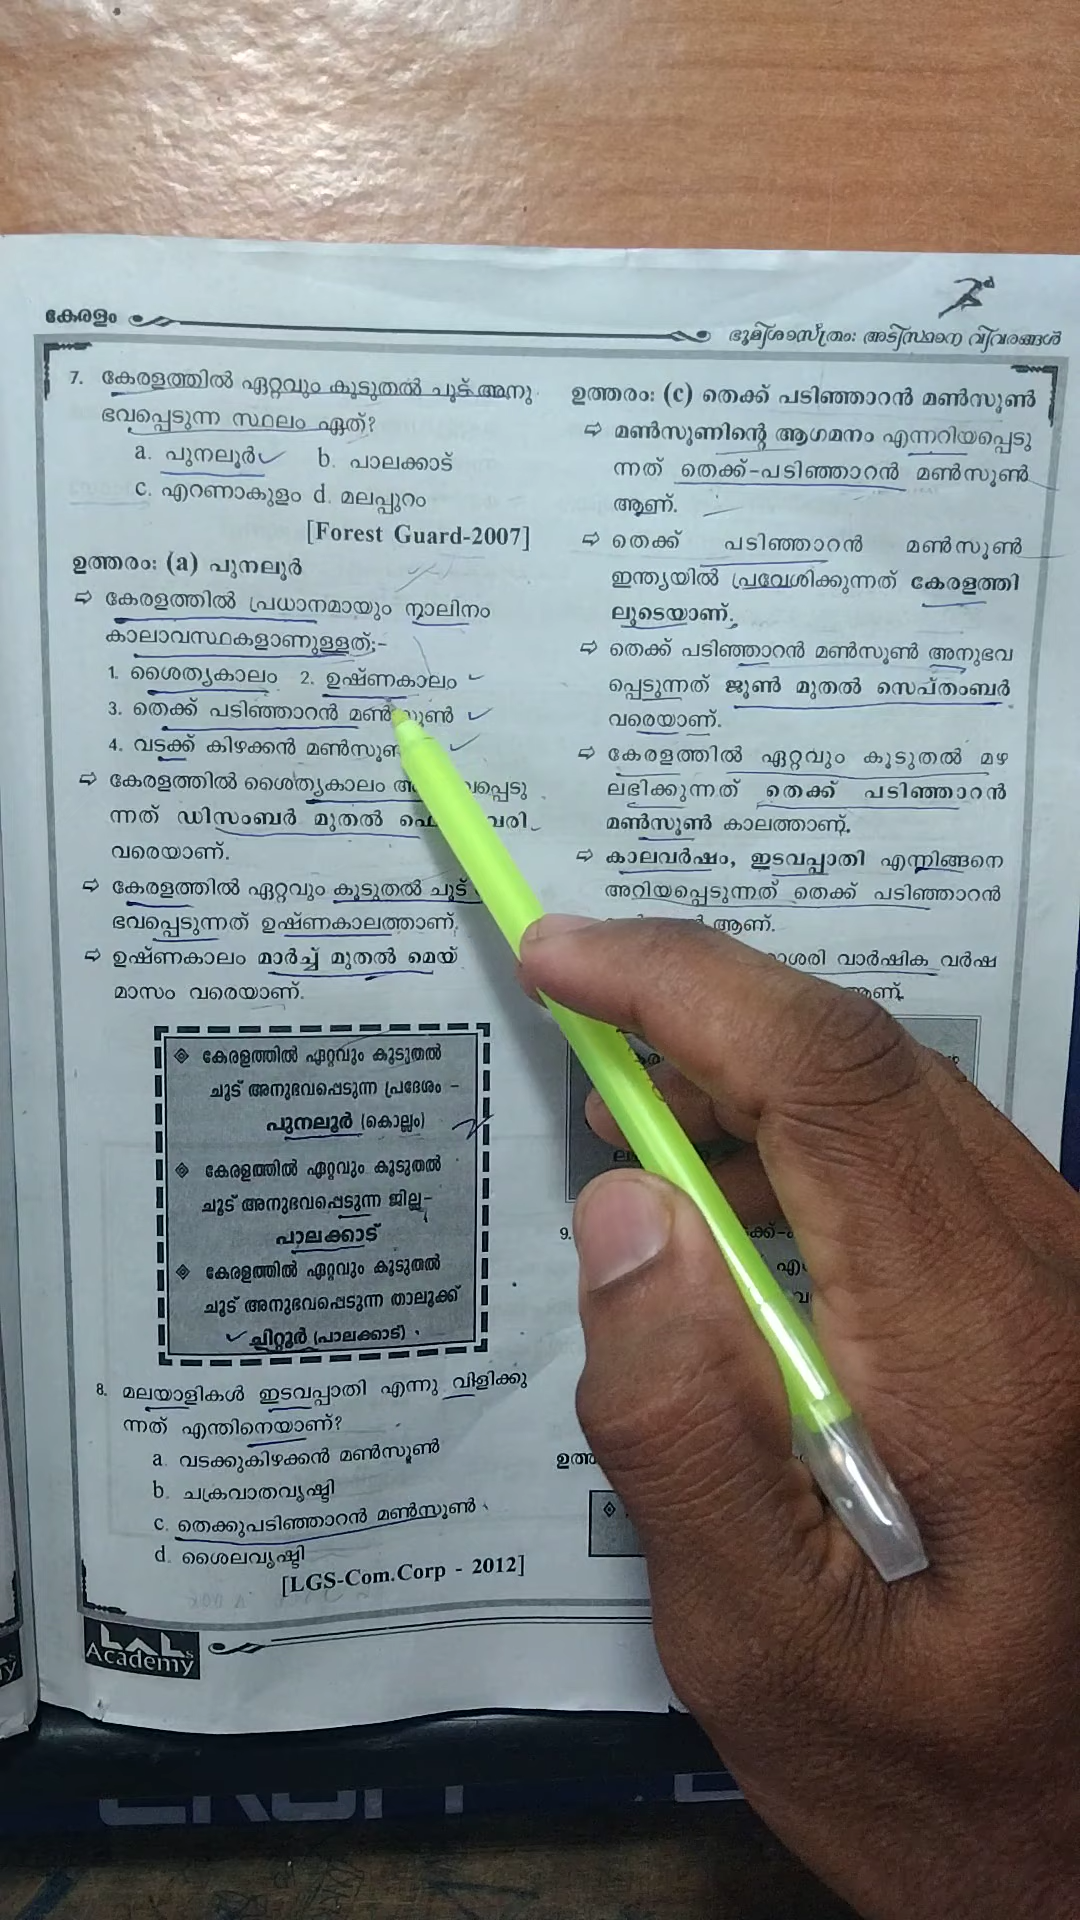 കേരളം
ഭൂമിശാസ്ത്രം: അടിസ്ഥാന വിവരങ്ങൾ
7. കേരളത്തിൽ ഏറ്റവും കൂടുതൽ ചൂട് അനു
ഭവപ്പെടുന്ന സ്ഥലം ഏത്?
a. പുനലൂർ b. പാലക്കാട്
c. എറണാകുളം d. മലപ്പുറം
[Forest Guard-2007]
ഉത്തരം: (a) പുനലൂർ
⇨ കേരളത്തിൽ പ്രധാനമായും നാലിനം
കാലാവസ്ഥകളാണുള്ളത്;-
1. ശൈത്യകാലം 2. ഉഷ്ണകാലം
3. തെക്ക് പടിഞ്ഞാറൻ മൺസൂൺ
4. വടക്ക് കിഴക്കൻ മൺസൂൺ
⇨ കേരളത്തിൽ ശൈത്യകാലം വപ്പെടു
ന്നത് ഡിസംബർ മുതൽ വരി
വരെയാണ്.
⇨ കേരളത്തിൽ ഏറ്റവും കൂടുതൽ ചൂട്
ഭവപ്പെടുന്നത് ഉഷ്ണകാലത്താണ്.
⇨ ഉഷ്ണകാലം മാർച്ച് മുതൽ മെയ്
മാസം വരെയാണ്.
കേരളത്തിൽ ഏറ്റവും കൂടുതൽ
ചൂട് അനുഭവപ്പെടുന്ന പ്രദേശം -
പുനലൂർ (കൊല്ലം)
കേരളത്തിൽ ഏറ്റവും കൂടുതൽ
ചൂട് അനുഭവപ്പെടുന്ന ജില്ല-
പാലക്കാട്
കേരളത്തിൽ ഏറ്റവും കൂടുതൽ
ചൂട് അനുഭവപ്പെടുന്ന താലൂക്ക്
ചിറ്റൂർ (പാലക്കാട്)
8. മലയാളികൾ ഇടവപ്പാതി എന്നു വിളിക്കു
ന്നത് എന്തിനെയാണ്?
a. വടക്കുകിഴക്കൻ മൺസൂൺ
b. ചക്രവാതവൃഷ്ടി
c. തെക്കുപടിഞ്ഞാറൻ മൺസൂൺ
d. ശൈലവൃഷ്ടി
[LGS-Com.Corp - 2012]
ഉത്തരം: (c) തെക്ക് പടിഞ്ഞാറൻ മൺസൂൺ
⇨ മൺസൂണിന്റെ ആഗമനം എന്നറിയപ്പെടു
ന്നത് തെക്ക്-പടിഞ്ഞാറൻ മൺസൂൺ
ആണ്.
⇨ തെക്ക് പടിഞ്ഞാറൻ മൺസൂൺ
ഇന്ത്യയിൽ പ്രവേശിക്കുന്നത് കേരളത്തി
ലൂടെയാണ്.
⇨ തെക്ക് പടിഞ്ഞാറൻ മൺസൂൺ അനുഭവ
പ്പെടുന്നത് ജൂൺ മുതൽ സെപ്തംബർ
വരെയാണ്.
⇨ കേരളത്തിൽ ഏറ്റവും കൂടുതൽ മഴ
ലഭിക്കുന്നത് തെക്ക് പടിഞ്ഞാറൻ
മൺസൂൺ കാലത്താണ്.
⇨ കാലവർഷം, ഇടവപ്പാതി എന്നിങ്ങനെ
അറിയപ്പെടുന്നത് തെക്ക് പടിഞ്ഞാറൻ
ആണ്.
വാർഷിക വർഷ
ആണ്.
9.
LAL's
Academy